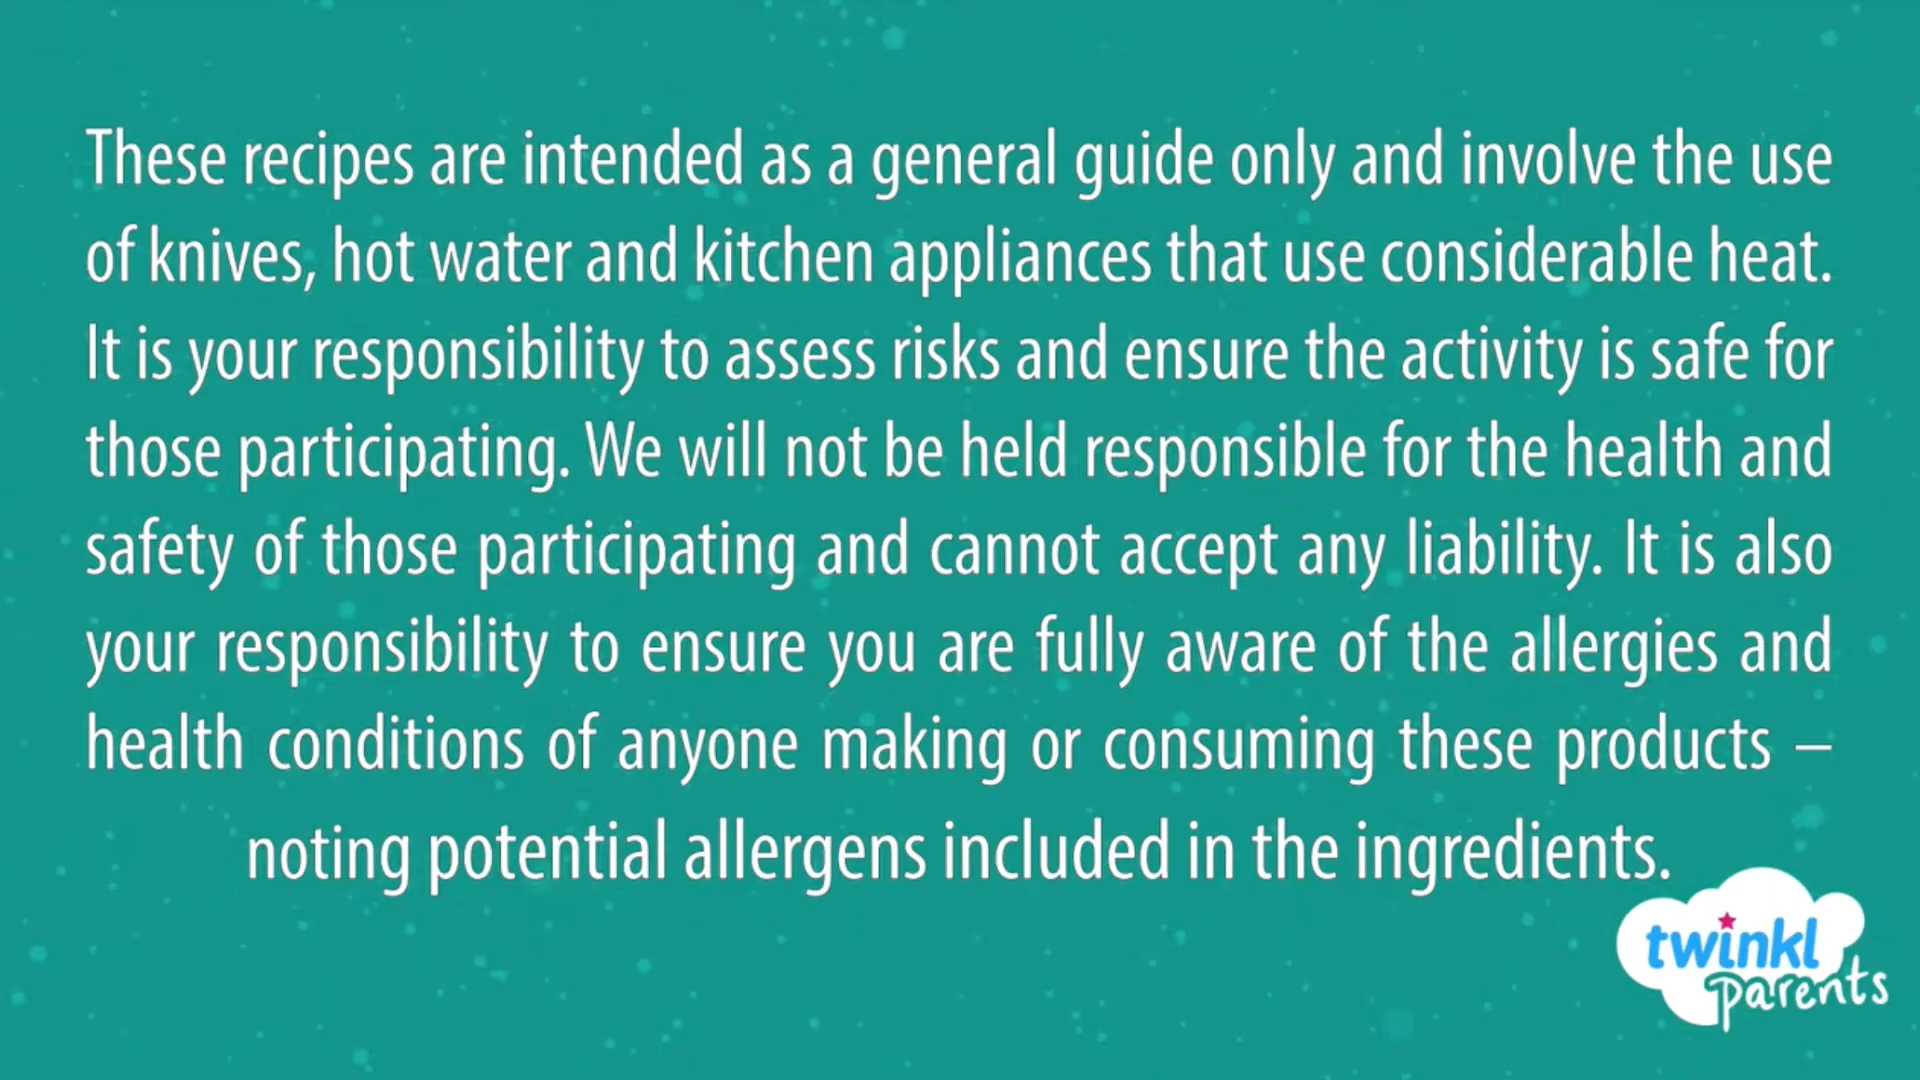 These recipes are intended as a general guide only and involve the use
of knives, hot water and kitchen appliances that use considerable heat.
It is your responsibility to assess risks and ensure the activity is safe for
those participating. We will not be held responsible for the health and
safety of those participating and cannot accept any liability. It is also
your responsibility to ensure you are fully aware of the allergies and
health conditions of anyone making or consuming these products –
noting potential allergens included in the ingredients.
twinkl
parents